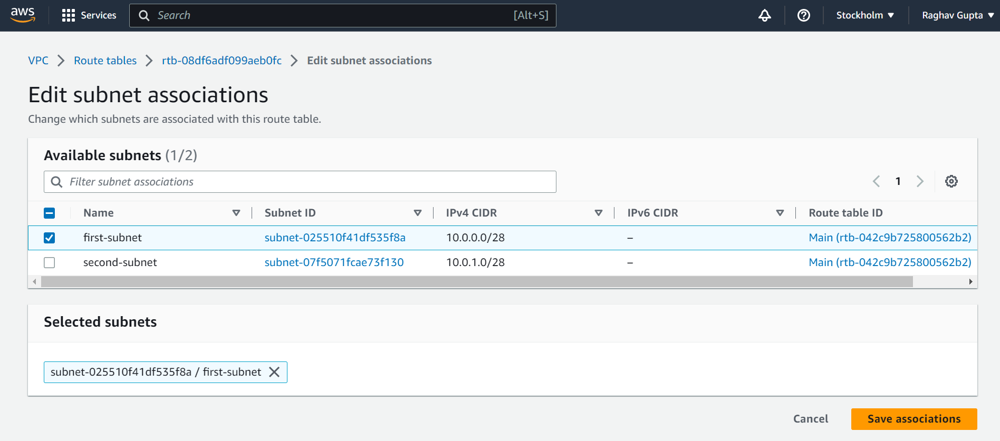 aws Services Search [Alt+S] Stockholm Raghav Gupta
VPC Route tables rtb-08df6adf099aeb0fc Edit subnet associations
Edit subnet associations
Change which subnets are associated with this route table.
Available subnets (1/2)
Filter subnet associations 1
Name Subnet ID IPv4 CIDR IPv6 CIDR Route table ID
first-subnet subnet-025510f41df535f8a 10.0.0.0/28 – Main (rtb-042c9b725800562b2)
second-subnet subnet-07f5071fcae73f130 10.0.1.0/28 – Main (rtb-042c9b725800562b2)
Selected subnets
subnet-025510f41df535f8a / first-subnet
Cancel Save associations